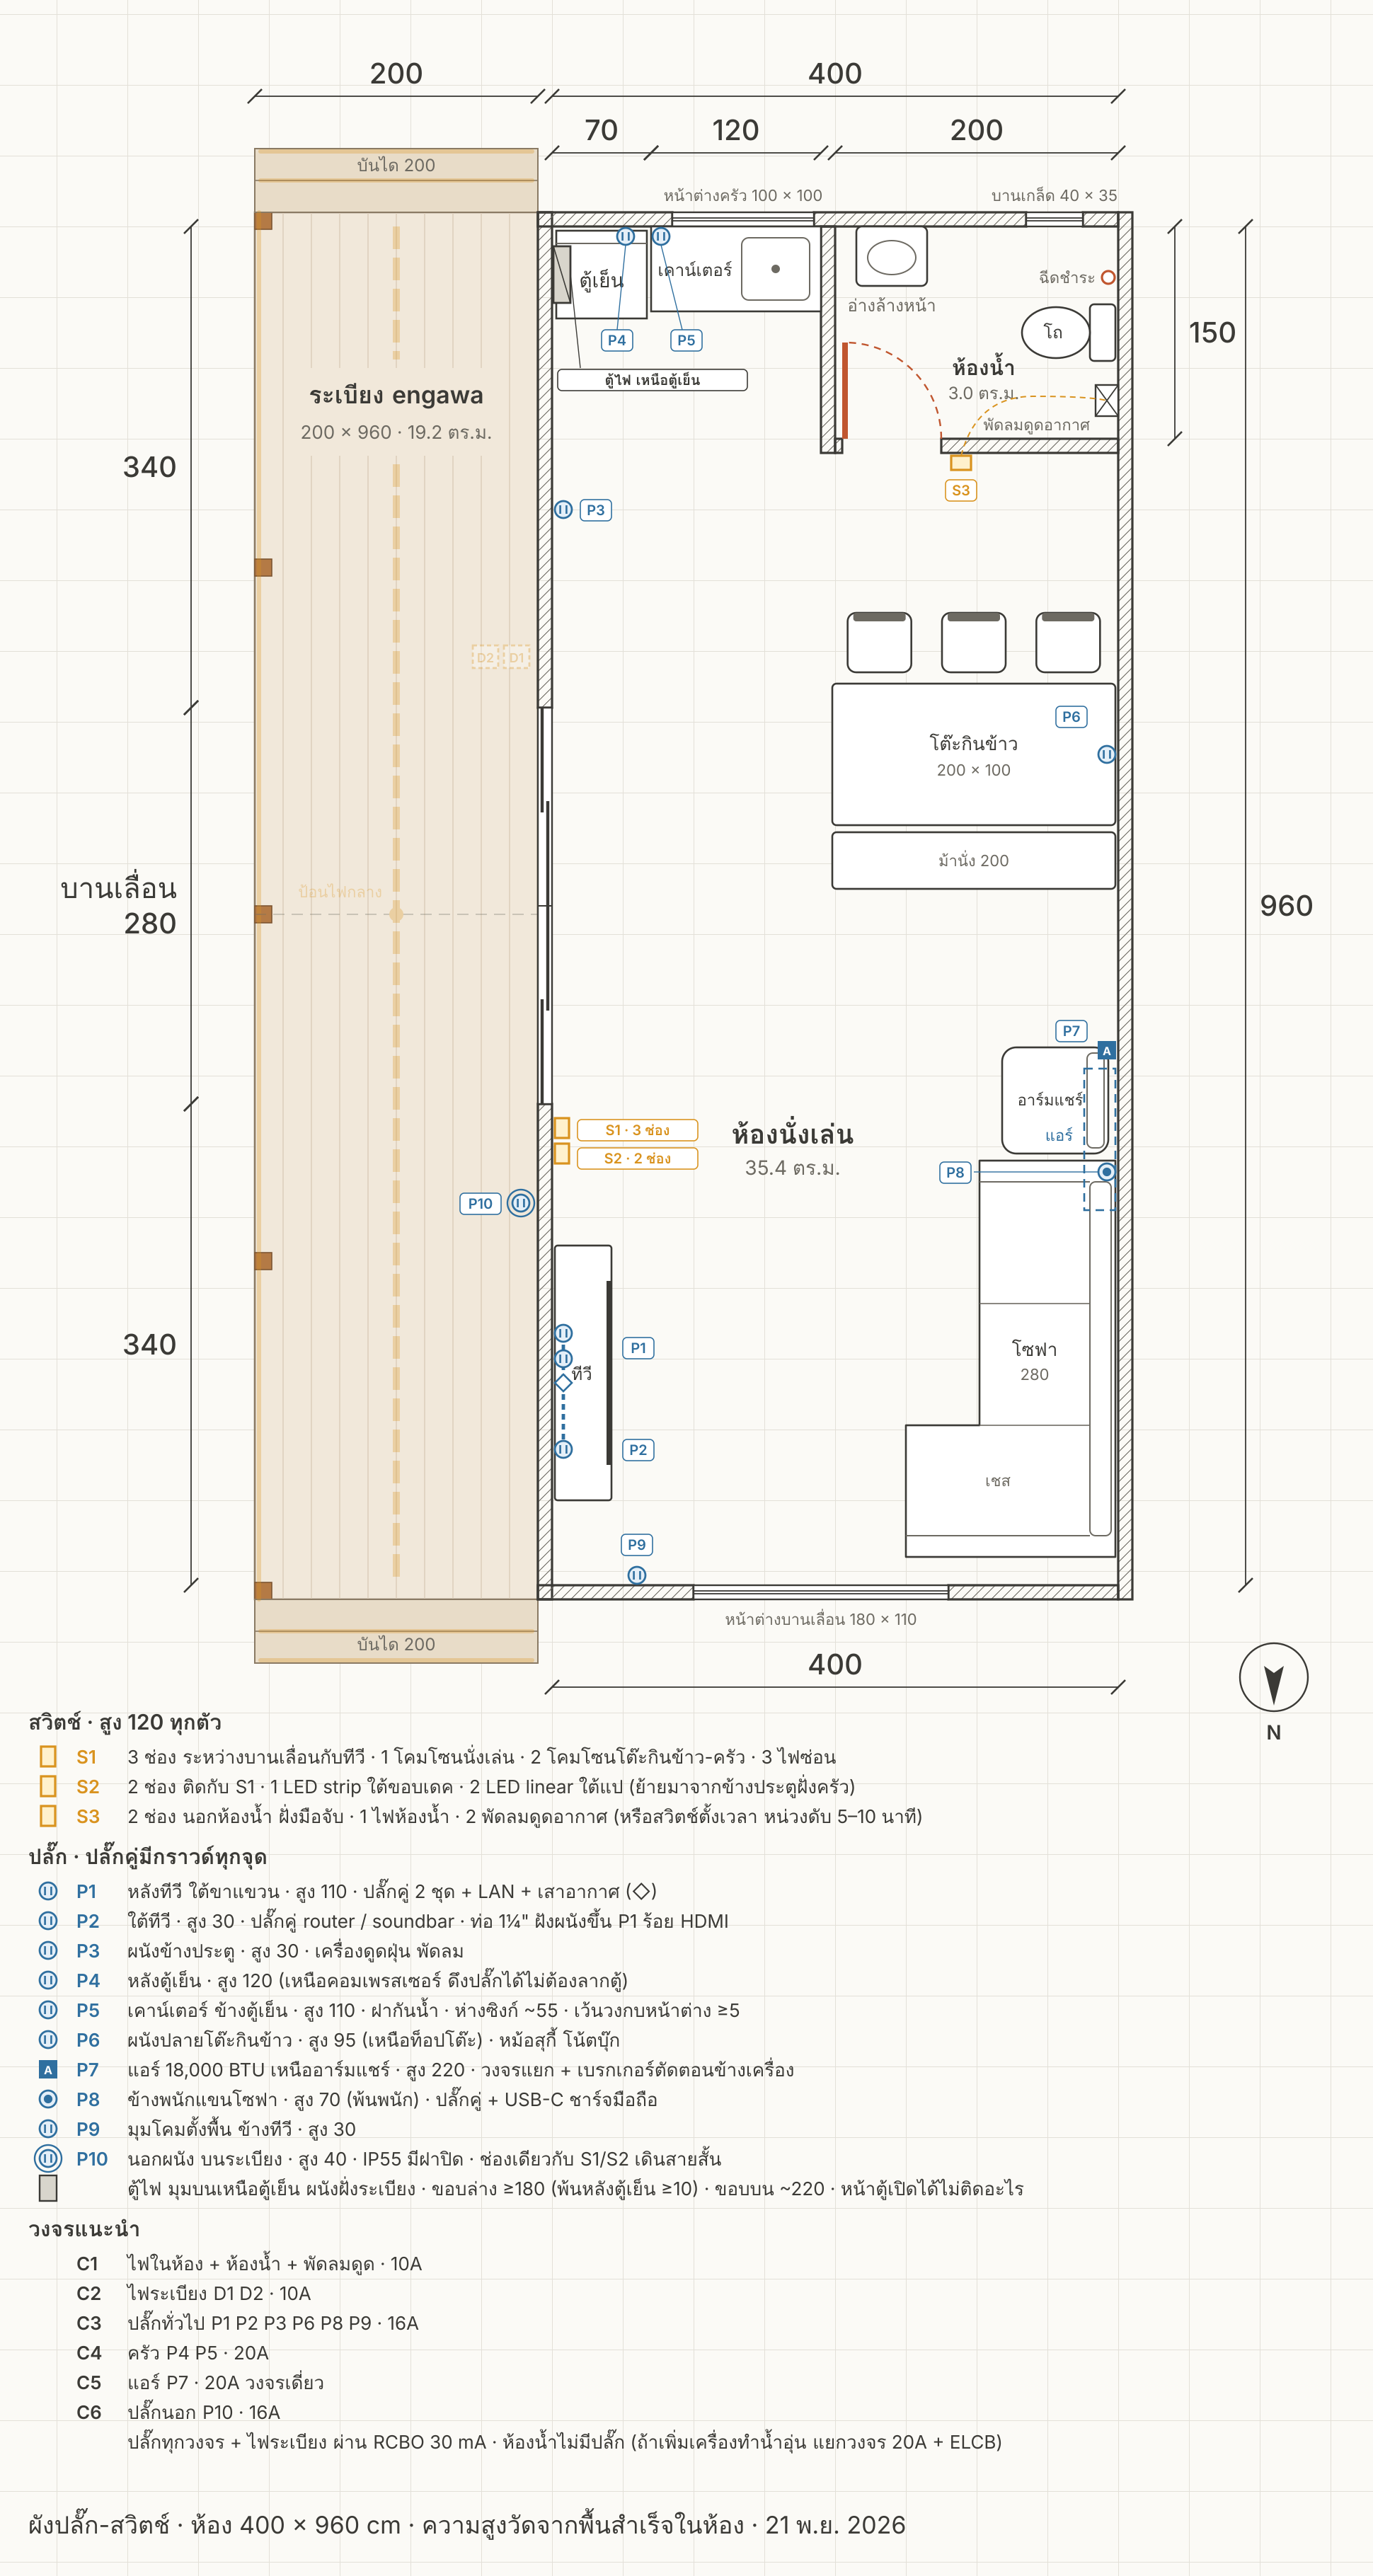 200
400
70
120
200
บันได 200
หน้าต่างครัว 100 × 100
บานเกล็ด 40 × 35
ตู้เย็น
เคาน์เตอร์
ฉีดชำระ
อ่างล้างหน้า
โถ
150
P4
P5
ห้องน้ำ
3.0 ตร.ม.
ตู้ไฟ เหนือตู้เย็น
พัดลมดูดอากาศ
ระเบียง engawa
200 × 960 · 19.2 ตร.ม.
340
S3
P3
D2
D1
P6
โต๊ะกินข้าว
200 × 100
ม้านั่ง 200
บานเลื่อน
280
ป้อนไฟกลาง
960
P7
A
อาร์มแชร์
แอร์
S1 · 3 ช่อง
S2 · 2 ช่อง
ห้องนั่งเล่น
35.4 ตร.ม.
P8
P10
340
P1
ทีวี
โซฟา
280
P2
เชส
P9
หน้าต่างบานเลื่อน 180 × 110
บันได 200
400
N
สวิตช์ · สูง 120 ทุกตัว
S1 3 ช่อง ระหว่างบานเลื่อนกับทีวี · 1 โคมโซนนั่งเล่น · 2 โคมโซนโต๊ะกินข้าว-ครัว · 3 ไฟซ่อน
S2 2 ช่อง ติดกับ S1 · 1 LED strip ใต้ขอบเดค · 2 LED linear ใต้แป (ย้ายมาจากข้างประตูฝั่งครัว)
S3 2 ช่อง นอกห้องน้ำ ฝั่งมือจับ · 1 ไฟห้องน้ำ · 2 พัดลมดูดอากาศ (หรือสวิตช์ตั้งเวลา หน่วงดับ 5–10 นาที)
ปลั๊ก · ปลั๊กคู่มีกราวด์ทุกจุด
P1 หลังทีวี ใต้ขาแขวน · สูง 110 · ปลั๊กคู่ 2 ชุด + LAN + เสาอากาศ (◇)
P2 ใต้ทีวี · สูง 30 · ปลั๊กคู่ router / soundbar · ท่อ 1¼" ฝังผนังขึ้น P1 ร้อย HDMI
P3 ผนังข้างประตู · สูง 30 · เครื่องดูดฝุ่น พัดลม
P4 หลังตู้เย็น · สูง 120 (เหนือคอมเพรสเซอร์ ดึงปลั๊กได้ไม่ต้องลากตู้)
P5 เคาน์เตอร์ ข้างตู้เย็น · สูง 110 · ฝากันน้ำ · ห่างซิงก์ ~55 · เว้นวงกบหน้าต่าง ≥5
P6 ผนังปลายโต๊ะกินข้าว · สูง 95 (เหนือท็อปโต๊ะ) · หม้อสุกี้ โน้ตบุ๊ก
A P7 แอร์ 18,000 BTU เหนืออาร์มแชร์ · สูง 220 · วงจรแยก + เบรกเกอร์ตัดตอนข้างเครื่อง
P8 ข้างพนักแขนโซฟา · สูง 70 (พ้นพนัก) · ปลั๊กคู่ + USB-C ชาร์จมือถือ
P9 มุมโคมตั้งพื้น ข้างทีวี · สูง 30
P10 นอกผนัง บนระเบียง · สูง 40 · IP55 มีฝาปิด · ช่องเดียวกับ S1/S2 เดินสายสั้น
ตู้ไฟ มุมบนเหนือตู้เย็น ผนังฝั่งระเบียง · ขอบล่าง ≥180 (พ้นหลังตู้เย็น ≥10) · ขอบบน ~220 · หน้าตู้เปิดได้ไม่ติดอะไร
วงจรแนะนำ
C1 ไฟในห้อง + ห้องน้ำ + พัดลมดูด · 10A
C2 ไฟระเบียง D1 D2 · 10A
C3 ปลั๊กทั่วไป P1 P2 P3 P6 P8 P9 · 16A
C4 ครัว P4 P5 · 20A
C5 แอร์ P7 · 20A วงจรเดี่ยว
C6 ปลั๊กนอก P10 · 16A
ปลั๊กทุกวงจร + ไฟระเบียง ผ่าน RCBO 30 mA · ห้องน้ำไม่มีปลั๊ก (ถ้าเพิ่มเครื่องทำน้ำอุ่น แยกวงจร 20A + ELCB)
ผังปลั๊ก-สวิตช์ · ห้อง 400 × 960 cm · ความสูงวัดจากพื้นสำเร็จในห้อง · 21 พ.ย. 2026